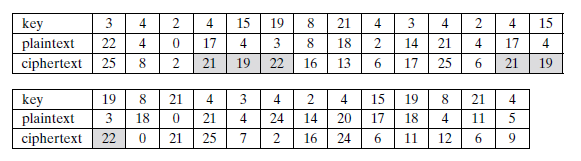 key 3 4 2 4 15 19 8 21 4 3 4 2 4 15
plaintext 22 4 0 17 4 3 8 18 2 14 21 4 17 4
ciphertext 25 8 2 21 19 22 16 13 6 17 25 6 21 19
key 19 8 21 4 3 4 2 4 15 19 8 21 4
plaintext 3 18 0 21 4 24 14 20 17 18 4 11 5
ciphertext 22 0 21 25 7 2 16 24 6 11 12 6 9